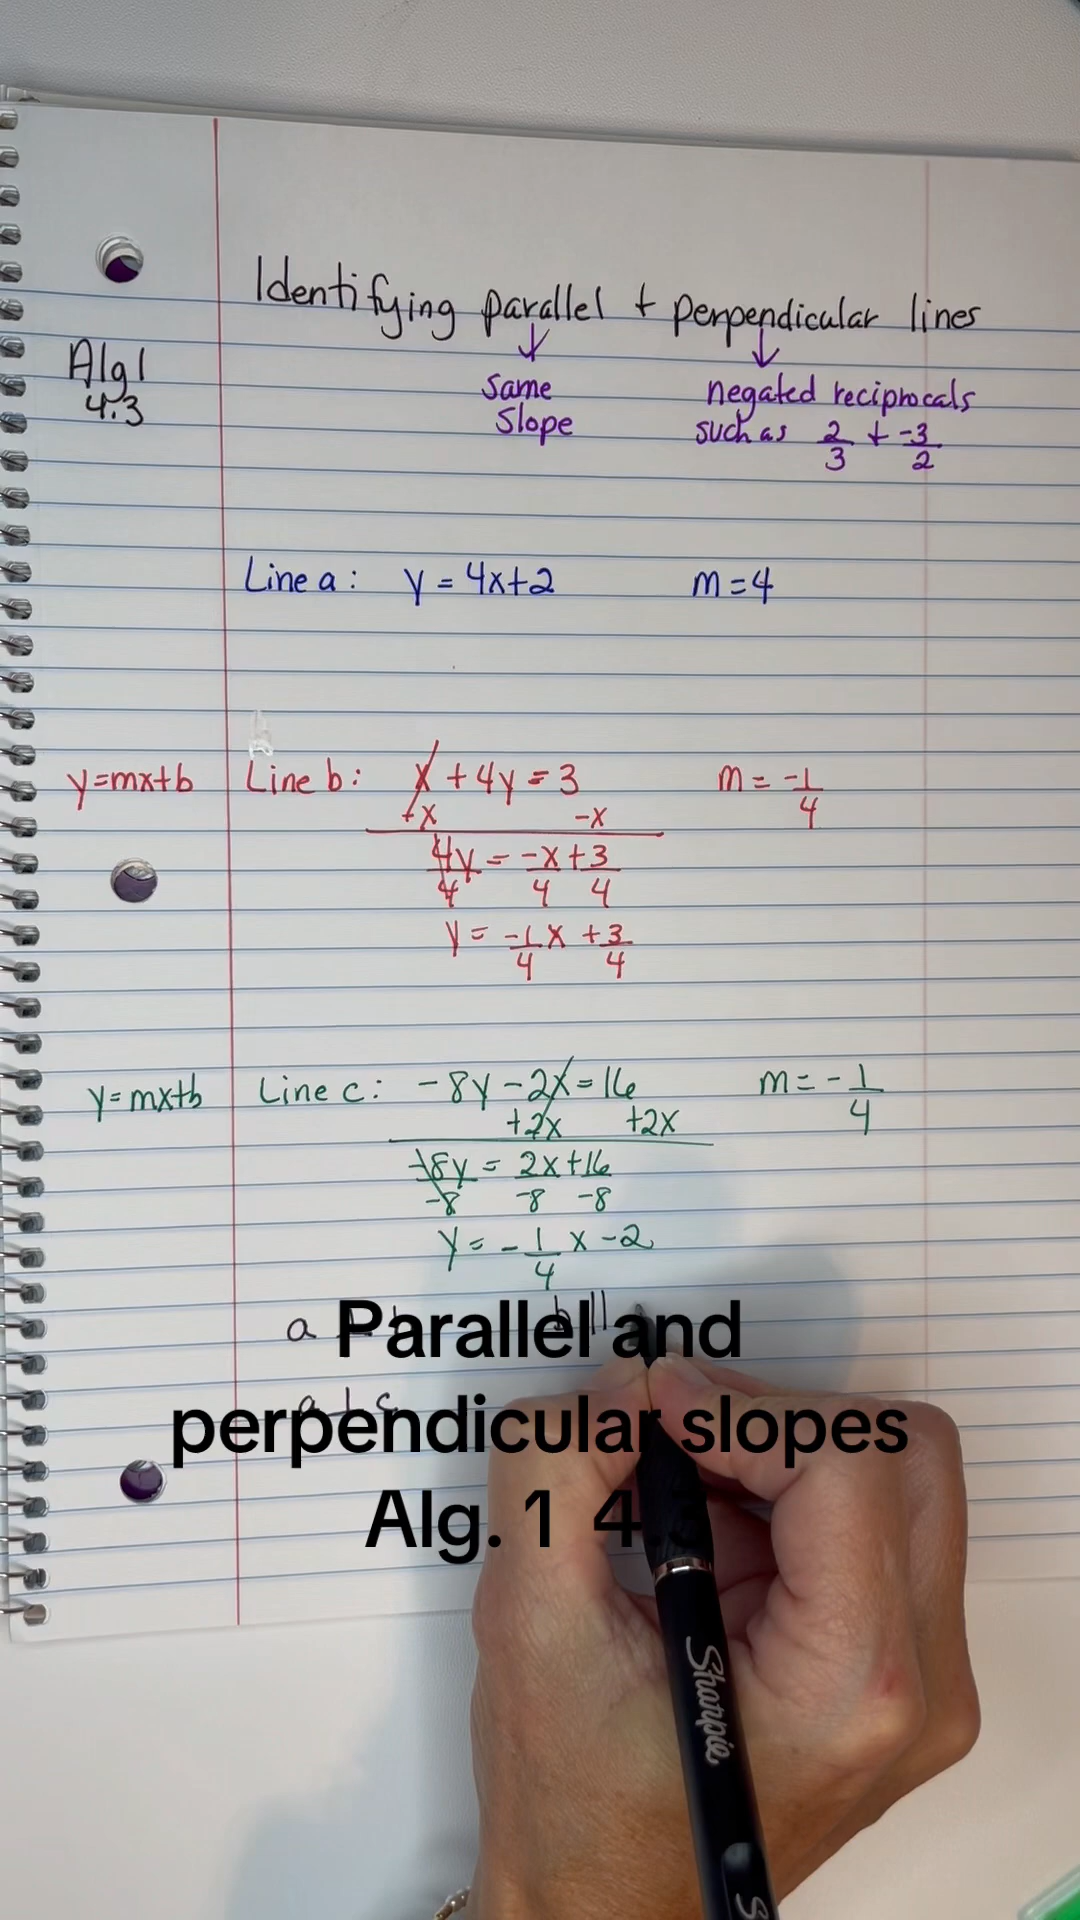 Identifying parallel + perpendicular lines
Alg 1
4.3
same
slope
negated reciprocals
such as 2/3 + -3/2
Line a: y = 4x+2 m=4
y=mx+b Line b: x + 4y = 3 m = -1/4
-x -x
4y/4 = -x/4 + 3/4
y = -1/4 x + 3/4
y=mx+b Line c: -8y - 2x = 16 m = -1/4
+2x +2x
-8y/-8 = 2x/-8 + 16/-8
y = -1/4 x - 2
a b ||
a ⊥ c
Parallel and
perpendicular slopes
Alg. 1 4
Sharpie
S